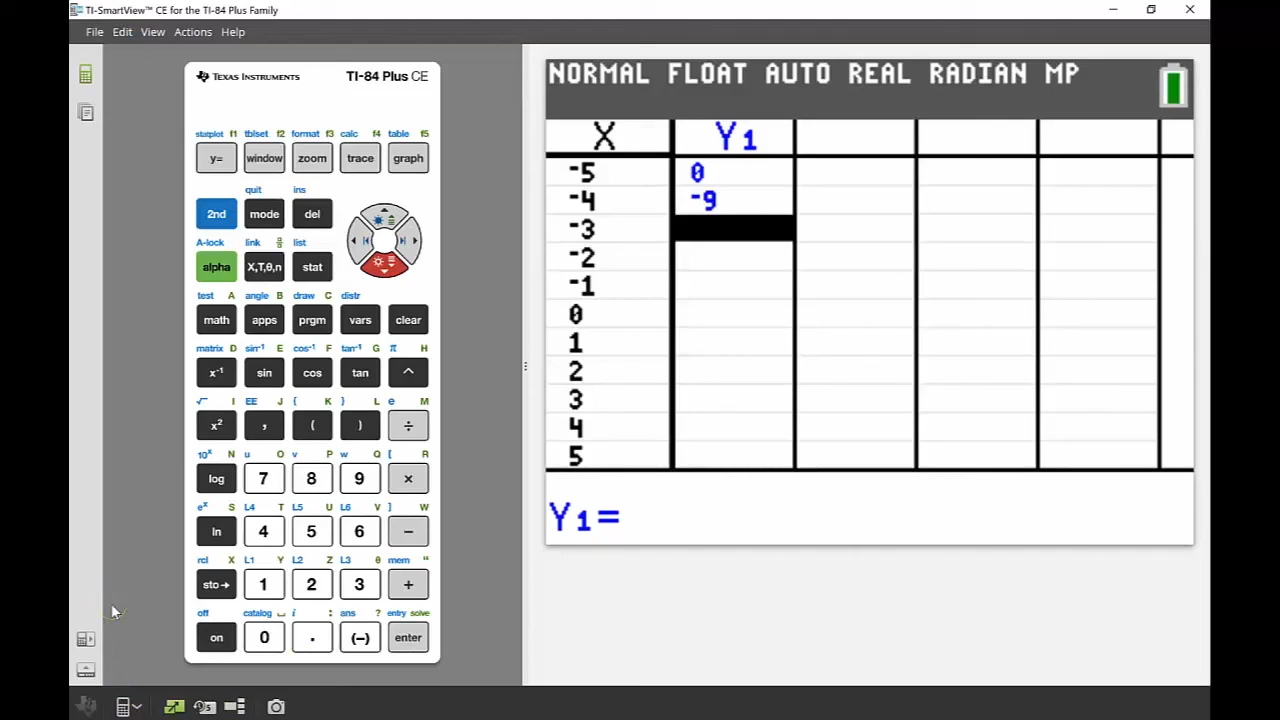 TI-SmartView™ CE for the TI-84 Plus Family
File Edit View Actions Help
TEXAS INSTRUMENTS TI-84 Plus CE
statplot f1 tblset f2 format f3 calc f4 table f5
y= window zoom trace graph
quit ins
2nd mode del
A-lock link list
alpha X,T,θ,n stat
test A angle B draw C distr
math apps prgm vars clear
matrix D sin⁻¹ E cos⁻¹ F tan⁻¹ G π H
x⁻¹ sin cos tan ^
√ I EE J { K } L e M
x² , ( ) ÷
10ˣ N u O v P w Q [ R
log 7 8 9 ×
eˣ S L4 T L5 U L6 V ] W
ln 4 5 6 −
rcl X L1 Y L2 Z L3 θ mem "
sto→ 1 2 3 +
off catalog ␣ i : ans ? entry solve
on 0 . (−) enter
NORMAL FLOAT AUTO REAL RADIAN MP
X Y1
-5 0
-4 -9
-3
-2
-1
0
1
2
3
4
5
Y1=